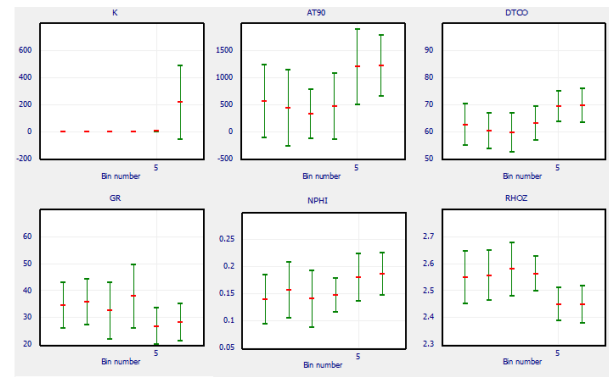 K AT90 DTCO
600 1500 90
400 1000 80
200 500 70
0 0 60
-200 -500 50
5 5 5
Bin number Bin number Bin number
GR NPHI RHOZ
60 0.25 2.7
50 0.2 2.6
40 0.15 2.5
30 0.1 2.4
20 0.05 2.3
5 5 5
Bin number Bin number Bin number